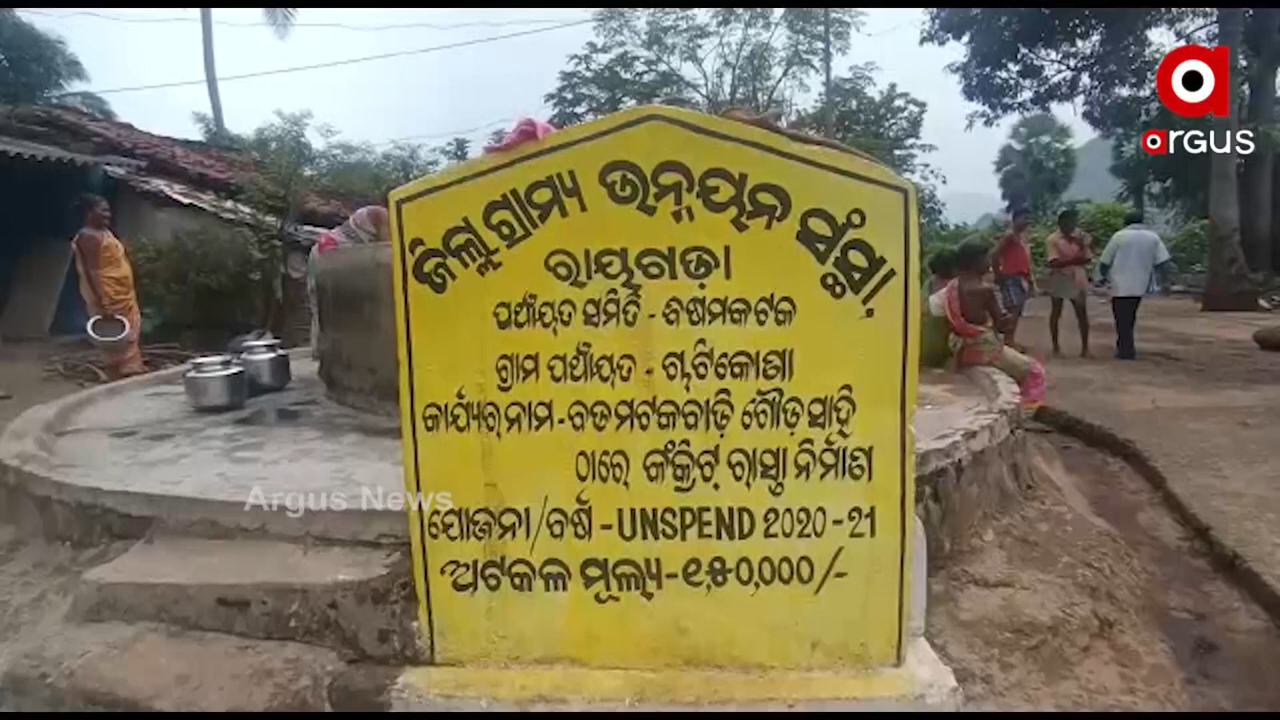 ଜିଲ୍ଲା ଗ୍ରାମ୍ୟ ଉନ୍ନୟନ ସଂସ୍ଥା
ରାୟଗଡ଼ା
ପଞ୍ଚାୟତ ସମିତି - ବିଷମକଟକ
ଗ୍ରାମ ପଞ୍ଚାୟତ - ଚାଟିକୋଣା
କାର୍ଯ୍ୟର ନାମ - ବଡମଟକବାଡ଼ି ଗୌଡ଼ ସାହି
ଠାରେ କଂକ୍ରିଟ୍ ରାସ୍ତା ନିର୍ମାଣ
ଯୋଜନା/ବର୍ଷ - UNSPEND 2020-21
ଅଟକଳ ମୂଲ୍ୟ - ୧,୫୦,୦୦୦/-
Argus News
a
argus